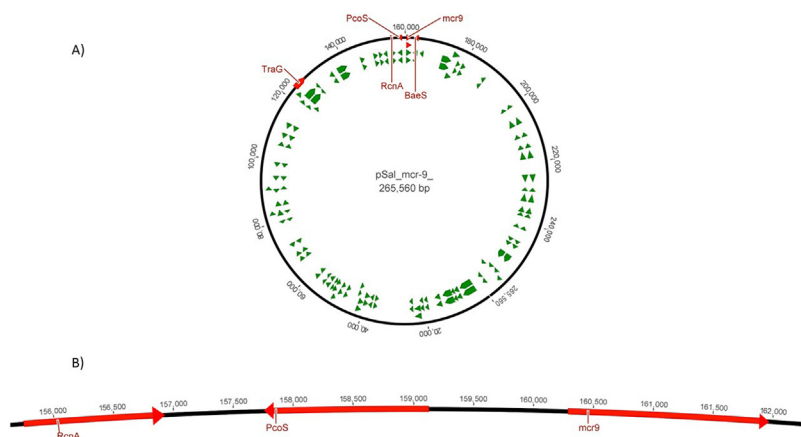 A)
PcoS
160,000
mcr9
140,000
180,000
TraG
RcnA
BaeS
120,000
200,000
100,000
220,000
pSal_mcr-9_
265,560 bp
80,000
240,000
60,000
265,560
40,000
20,000
B)
156,000
156,500
157,000
157,500
158,000
158,500
159,000
159,500
160,000
160,500
161,000
161,500
162,000
RcnA
PcoS
mcr9